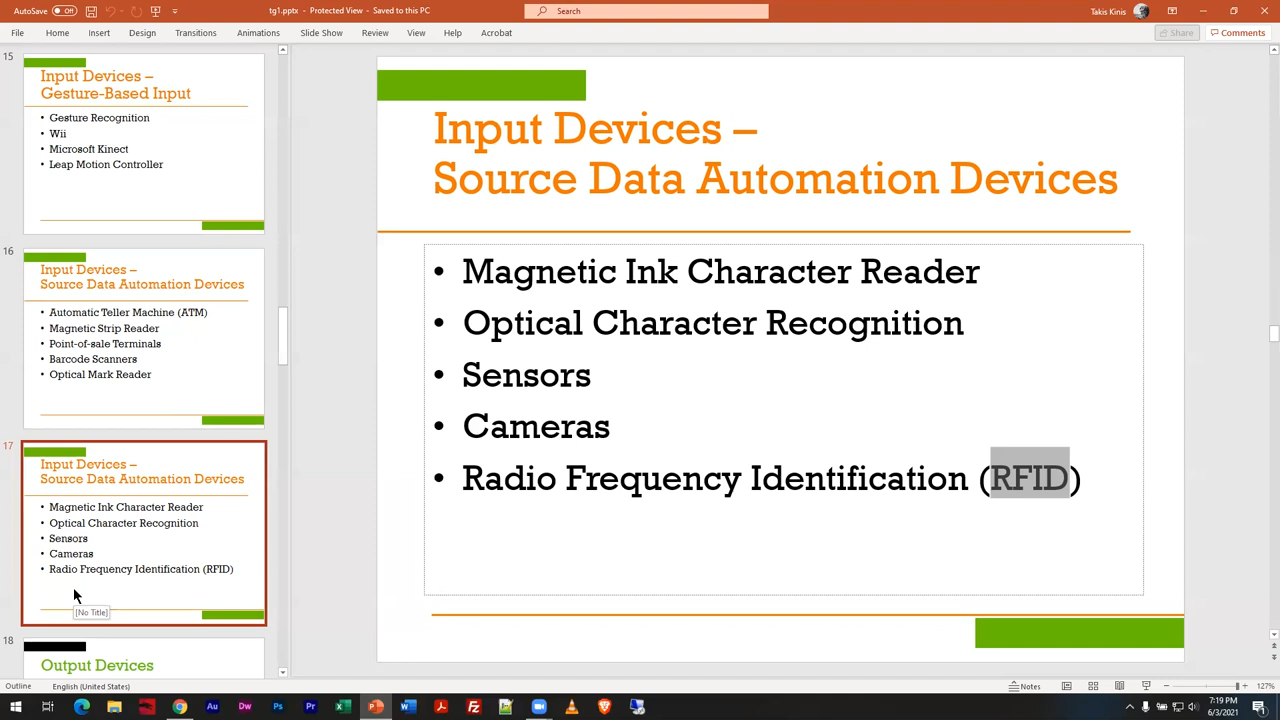 AutoSave Off
tg1.pptx - Protected View - Saved to this PC
Search
Takis Kinis
File Home Insert Design Transitions Animations Slide Show Review View Help Acrobat
Share Comments
15
Input Devices –
Gesture-Based Input
• Gesture Recognition
• Wii
• Microsoft Kinect
• Leap Motion Controller
16
Input Devices –
Source Data Automation Devices
• Automatic Teller Machine (ATM)
• Magnetic Strip Reader
• Point-of-sale Terminals
• Barcode Scanners
• Optical Mark Reader
17
Input Devices –
Source Data Automation Devices
• Magnetic Ink Character Reader
• Optical Character Recognition
• Sensors
• Cameras
• Radio Frequency Identification (RFID)
[No Title]
18
Output Devices
Input Devices –
Source Data Automation Devices
• Magnetic Ink Character Reader
• Optical Character Recognition
• Sensors
• Cameras
• Radio Frequency Identification (RFID)
Outline English (United States)
Notes
127%
Au Dw Ps Pr
7:19 PM
6/3/2021